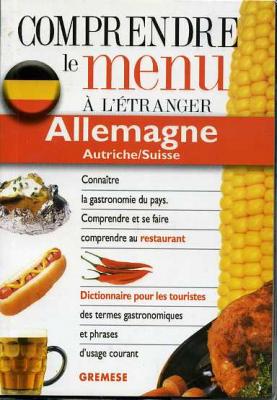 COMPRENDRE
le menu
À L'ÉTRANGER
Allemagne
Autriche/Suisse
Connaître
la gastronomie du pays.
Comprendre et se faire
comprendre au restaurant
Dictionnaire pour les touristes
des termes gastronomiques
et phrases
d'usage courant
GREMESE